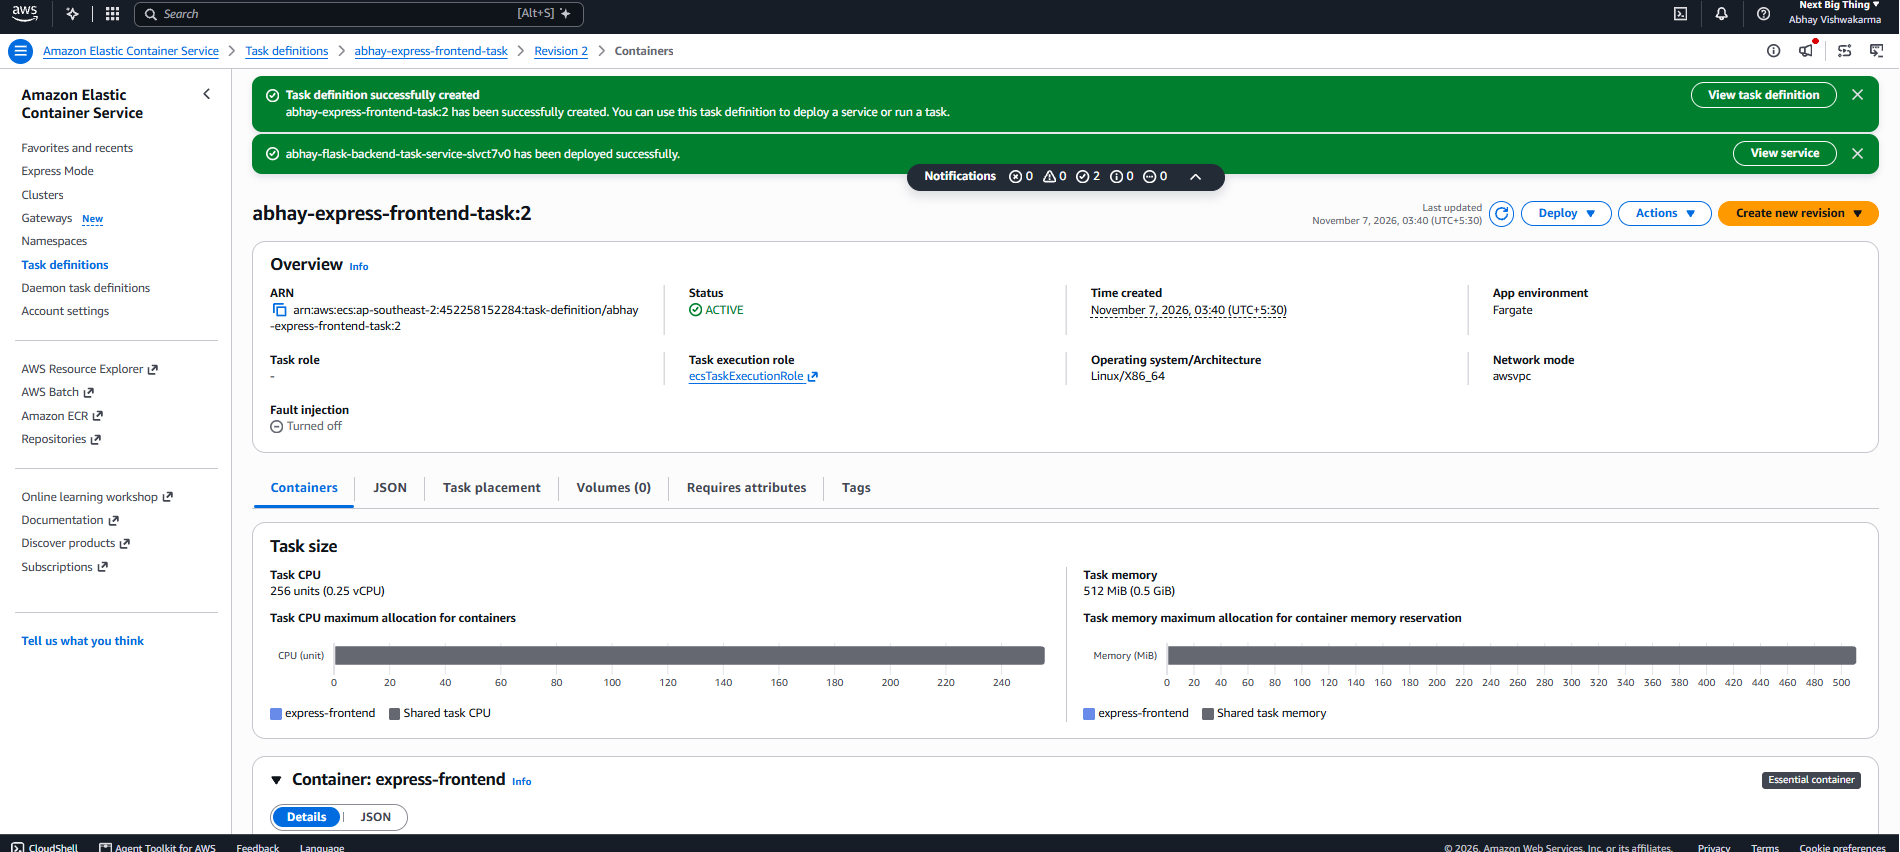 aws
Search
[Alt+S]
Next Big Thing ▼
Abhay Vishwakarma
Amazon Elastic Container Service > Task definitions > abhay-express-frontend-task > Revision 2 > Containers
Amazon Elastic
Container Service
Favorites and recents
Express Mode
Clusters
Gateways New
Namespaces
Task definitions
Daemon task definitions
Account settings
AWS Resource Explorer
AWS Batch
Amazon ECR
Repositories
Online learning workshop
Documentation
Discover products
Subscriptions
Tell us what you think
Task definition successfully created
abhay-express-frontend-task:2 has been successfully created. You can use this task definition to deploy a service or run a task.
View task definition
abhay-flask-backend-task-service-slvct7v0 has been deployed successfully.
View service
Notifications 0 0 2 0 0
abhay-express-frontend-task:2
Last updated
November 7, 2026, 03:40 (UTC+5:30)
Deploy ▼
Actions ▼
Create new revision ▼
Overview Info
ARN
arn:aws:ecs:ap-southeast-2:452258152284:task-definition/abhay
-express-frontend-task:2
Status
ACTIVE
Time created
November 7, 2026, 03:40 (UTC+5:30)
App environment
Fargate
Task role
-
Task execution role
ecsTaskExecutionRole
Operating system/Architecture
Linux/X86_64
Network mode
awsvpc
Fault injection
Turned off
Containers
JSON
Task placement
Volumes (0)
Requires attributes
Tags
Task size
Task CPU
256 units (0.25 vCPU)
Task CPU maximum allocation for containers
CPU (unit)
0 20 40 60 80 100 120 140 160 180 200 220 240
express-frontend Shared task CPU
Task memory
512 MiB (0.5 GiB)
Task memory maximum allocation for container memory reservation
Memory (MiB)
0 20 40 60 80 100 120 140 160 180 200 220 240 260 280 300 320 340 360 380 400 420 440 460 480 500
express-frontend Shared task memory
▼ Container: express-frontend Info
Essential container
Details JSON
CloudShell
Agent Toolkit for AWS
Feedback
Language
© 2026, Amazon Web Services, Inc. or its affiliates.
Privacy
Terms
Cookie preferences